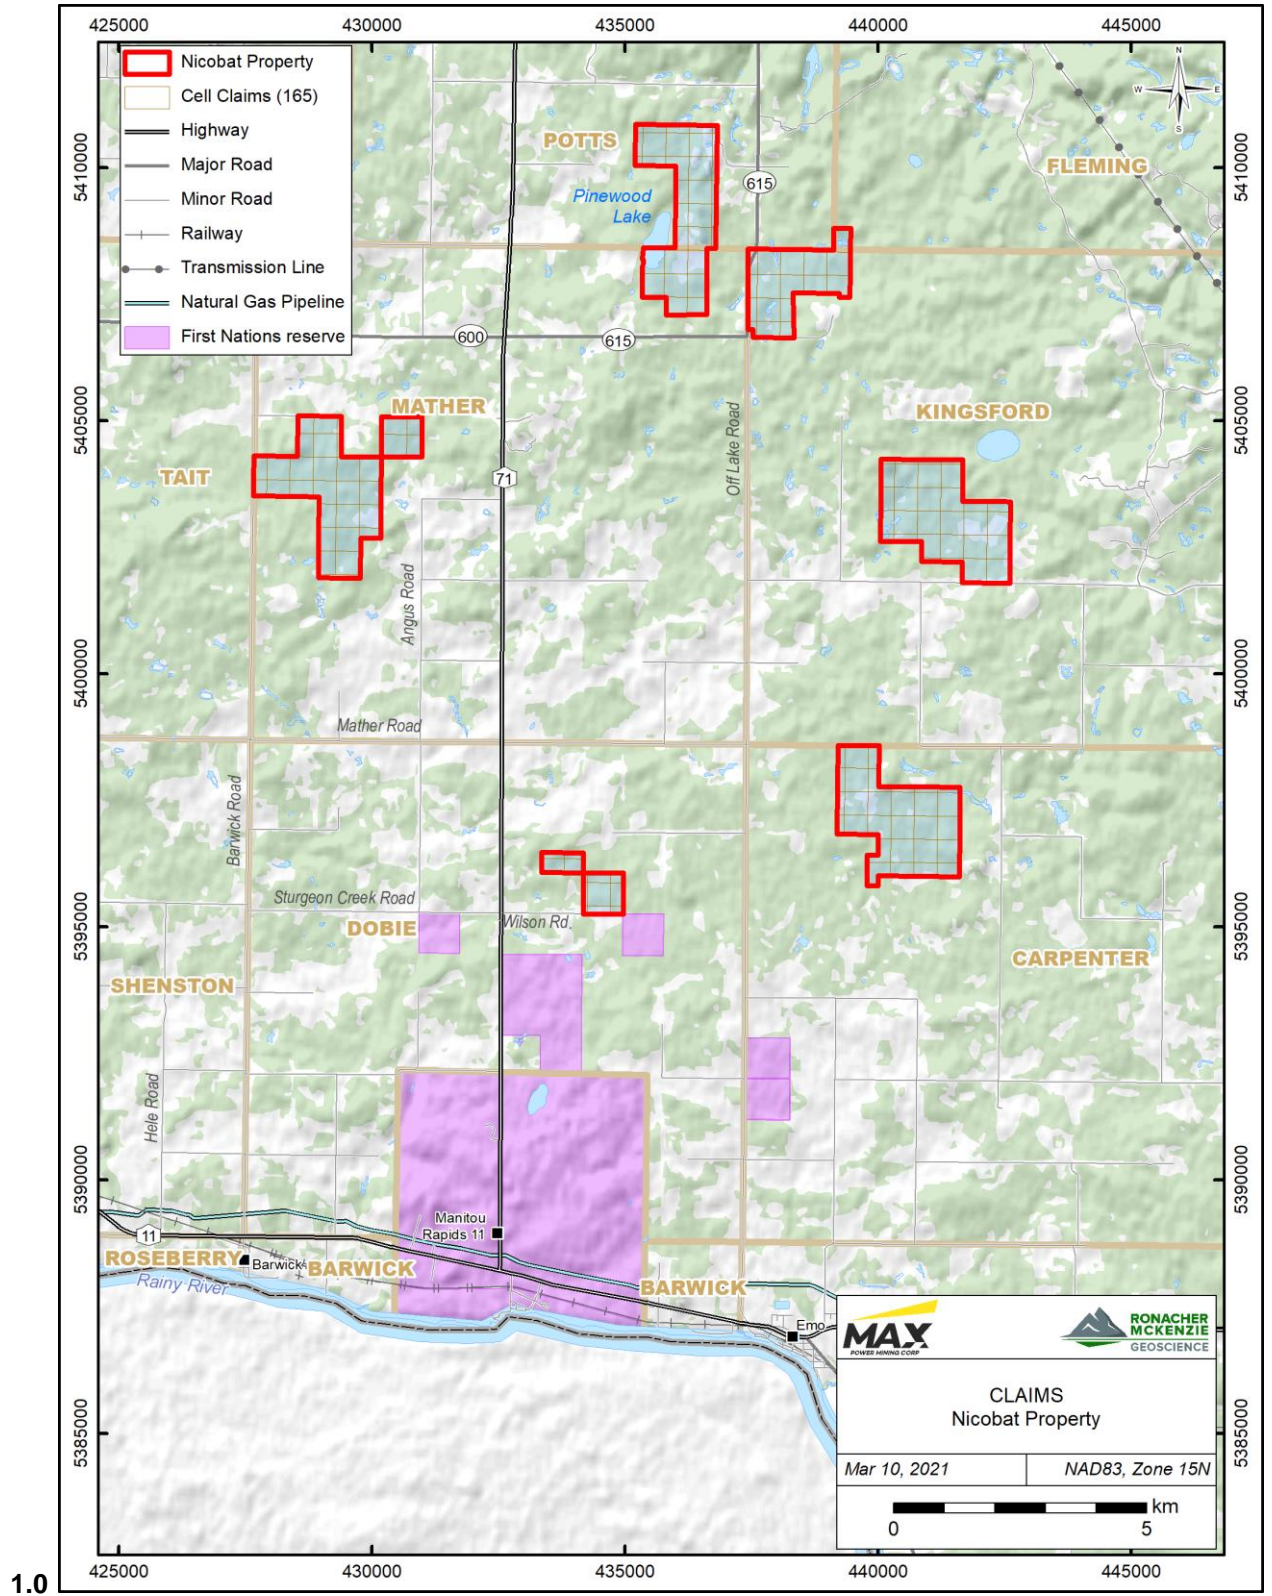 425000
430000
435000
440000
445000
Nicobat Property
Cell Claims (165)
Highway
Major Road
Minor Road
Railway
Transmission Line
Natural Gas Pipeline
First Nations reserve
N
W
E
S
POTTS
FLEMING
5410000
5410000
615
Pinewood
Lake
600
615
5405000
5405000
MATHER
KINGSFORD
TAIT
71
Off Lake Road
Angus Road
5400000
5400000
Mather Road
Barwick Road
Sturgeon Creek Road
Wilson Rd.
5395000
5395000
DOBIE
CARPENTER
SHENSTON
Hele Road
5390000
5390000
Manitou
Rapids 11
11
ROSEBERRY
Barwick
BARWICK
BARWICK
Rainy River
Emo
MAX
POWER MINING CORP
RONACHER
MCKENZIE
GEOSCIENCE
CLAIMS
Nicobat Property
5385000
5385000
Mar 10, 2021
NAD83, Zone 15N
km
0
5
425000
430000
435000
440000
445000
1.0